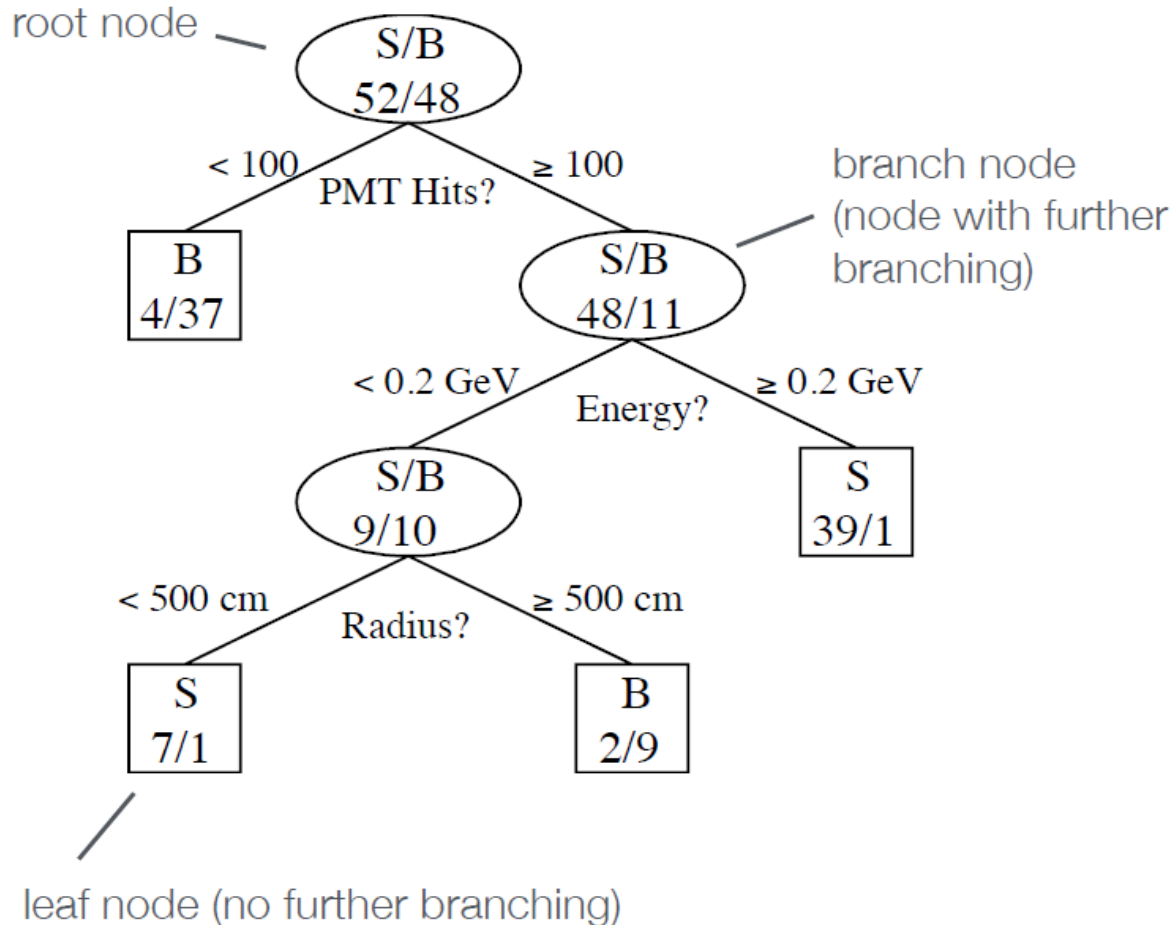 root node
S/B
52/48
< 100
PMT Hits?
≥ 100
branch node
(node with further
branching)
B
4/37
S/B
48/11
< 0.2 GeV
Energy?
≥ 0.2 GeV
S/B
9/10
S
39/1
< 500 cm
Radius?
≥ 500 cm
S
7/1
B
2/9
leaf node (no further branching)